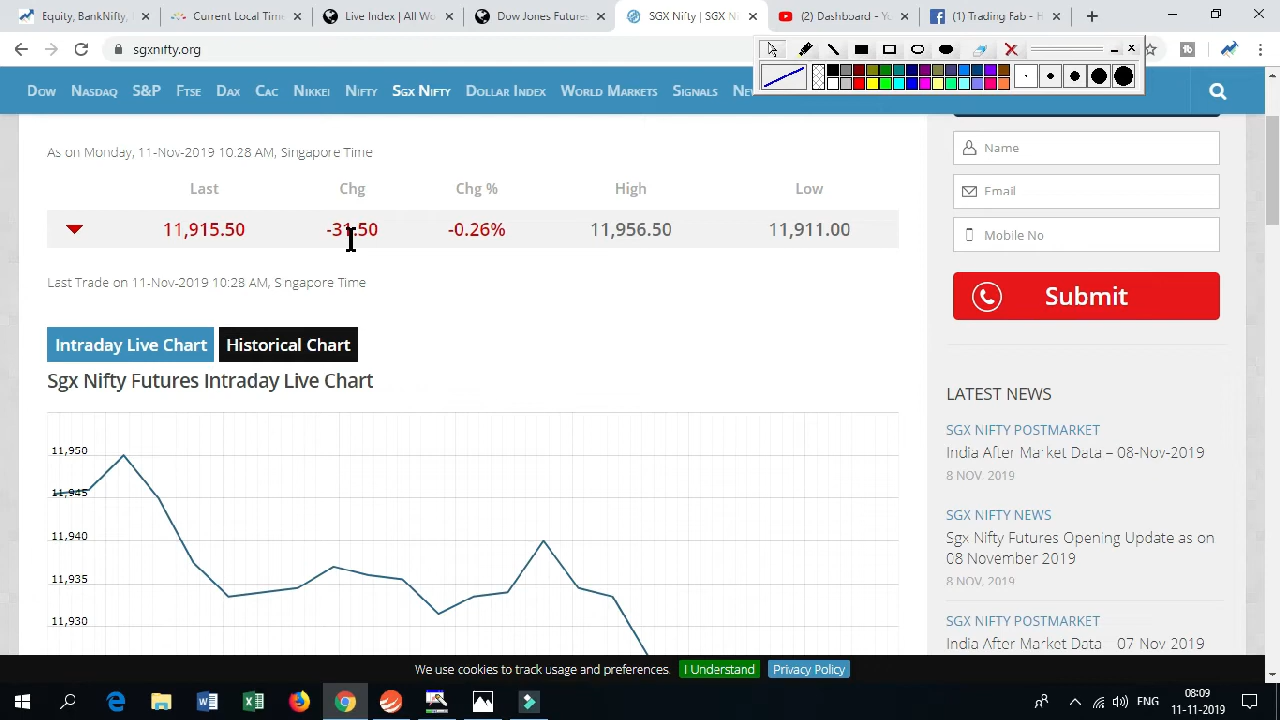 Equity, BankNifty,
Current Local Time
Live Index | All Wo
Dow Jones Futures
SGX Nifty | SGX Ni
(2) Dashboard - Yo
(1) Trading Fab - H
sgxnifty.org
Dow Nasdaq S&P Ftse Dax Cac Nikkei Nifty Sgx Nifty Dollar Index World Markets Signals
As on Monday, 11-Nov-2019 10:28 AM, Singapore Time
Last Chg Chg % High Low
11,915.50 -31.50 -0.26% 11,956.50 11,911.00
Last Trade on 11-Nov-2019 10:28 AM, Singapore Time
Intraday Live Chart Historical Chart
Sgx Nifty Futures Intraday Live Chart
11,950
11,945
11,940
11,935
11,930
Name
Email
Mobile No
Submit
LATEST NEWS
SGX NIFTY POSTMARKET
India After Market Data – 08-Nov-2019
8 NOV, 2019
SGX NIFTY NEWS
Sgx Nifty Futures Opening Update as on
08 November 2019
8 NOV, 2019
SGX NIFTY POSTMARKET
India After Market Data – 07 Nov 2019
We use cookies to track usage and preferences. I Understand Privacy Policy
ENG
08:09
11-11-2019